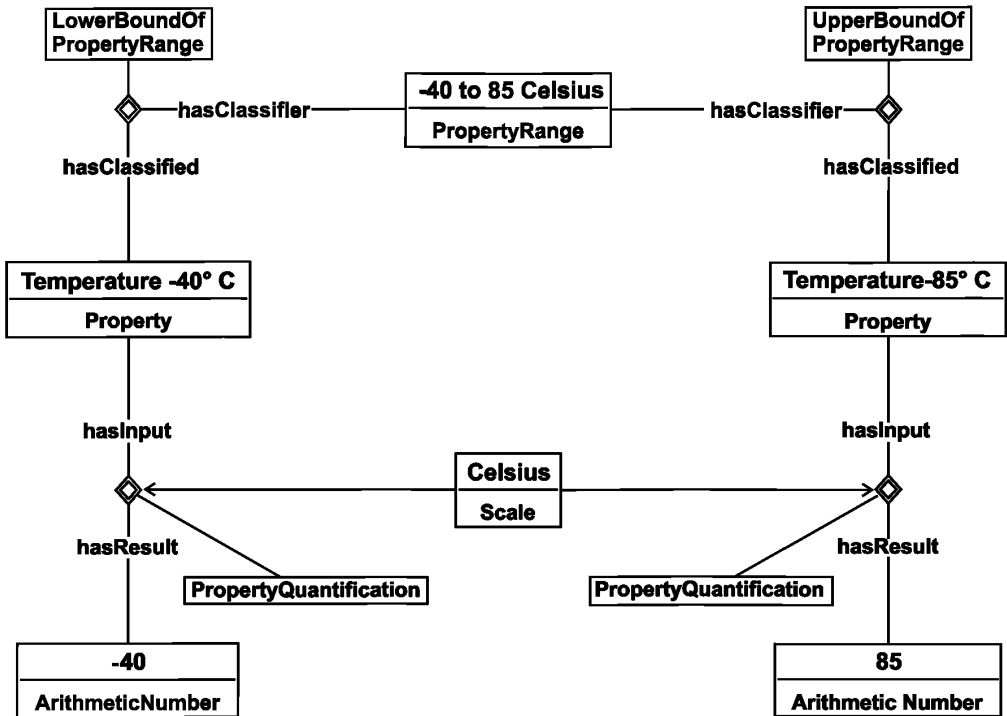 LowerBoundOf
PropertyRange
UpperBoundOf
PropertyRange
-40 to 85 Celsius
PropertyRange
hasClassifier
hasClassifier
hasClassified
hasClassified
Temperature -40° C
Property
Temperature-85° C
Property
hasInput
hasInput
Celsius
Scale
hasResult
hasResult
PropertyQuantification
PropertyQuantification
-40
ArithmeticNumber
85
Arithmetic Number